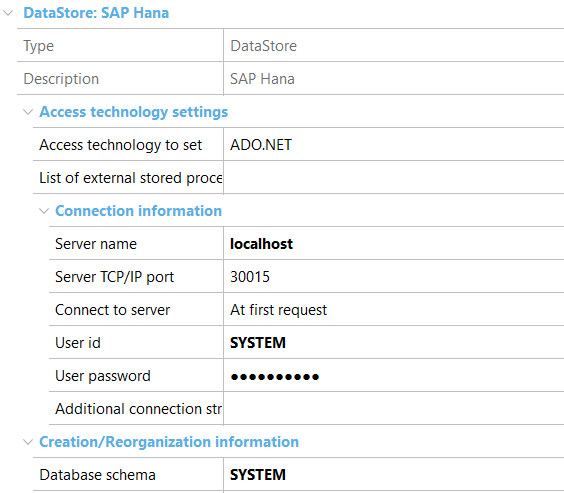 DataStore: SAP Hana
Type DataStore
Description SAP Hana
Access technology settings
Access technology to set ADO.NET
List of external stored proce
Connection information
Server name localhost
Server TCP/IP port 30015
Connect to server At first request
User id SYSTEM
User password ●●●●●●●●●●
Additional connection str
Creation/Reorganization information
Database schema SYSTEM